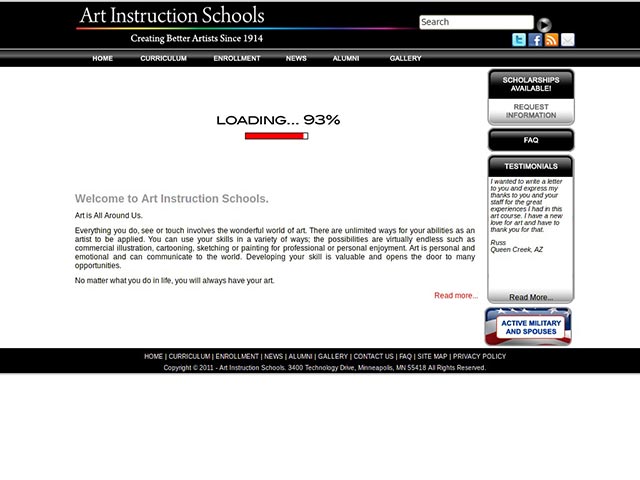 Art Instruction Schools
Creating Better Artists Since 1914
Search
HOME CURRICULUM ENROLLMENT NEWS ALUMNI GALLERY
SCHOLARSHIPS
AVAILABLE!
REQUEST
INFORMATION
FAQ
TESTIMONIALS
I wanted to write a letter
to you and express my
thanks to you and your
staff for the great
experiences I had in this
art course. I have a new
love for art and have to
thank you for that.
Russ
Queen Creek, AZ
Read More...
ACTIVE MILITARY
AND SPOUSES
LOADING... 93%
Welcome to Art Instruction Schools.
Art is All Around Us.
Everything you do, see or touch involves the wonderful world of art. There are unlimited ways for your abilities as an
artist to be applied. You can use your skills in a variety of ways; the possibilities are virtually endless such as
commercial illustration, cartooning, sketching or painting for professional or personal enjoyment. Art is personal and
emotional and can communicate to the world. Developing your skill is valuable and opens the door to many
opportunities.
No matter what you do in life, you will always have your art.
Read more...
HOME | CURRICULUM | ENROLLMENT | NEWS | ALUMNI | GALLERY | CONTACT US | FAQ | SITE MAP | PRIVACY POLICY
Copyright © 2011 - Art Instruction Schools. 3400 Technology Drive, Minneapolis, MN 55418 All Rights Reserved.